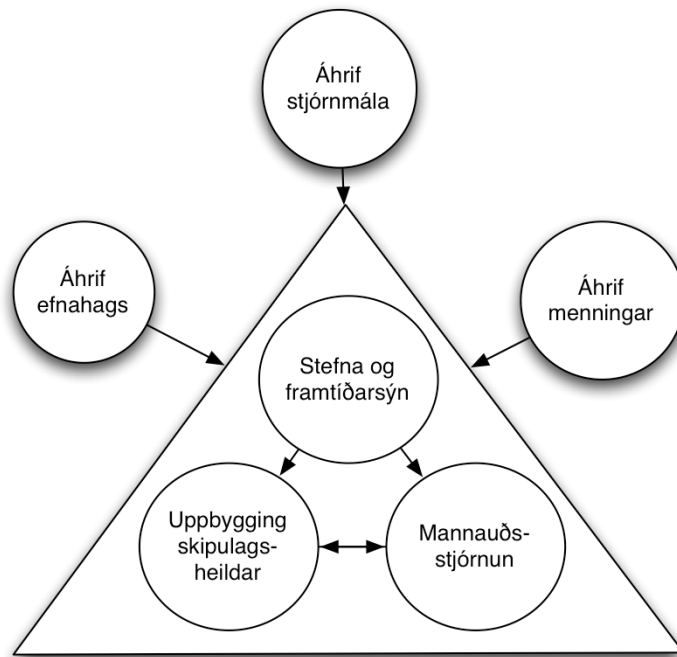 Áhrif
stjórnmála
Áhrif
efnahags
Áhrif
menningar
Stefna og
framtíðarsýn
Uppbygging
skipulags-
heildar
Mannauðs-
stjórnun